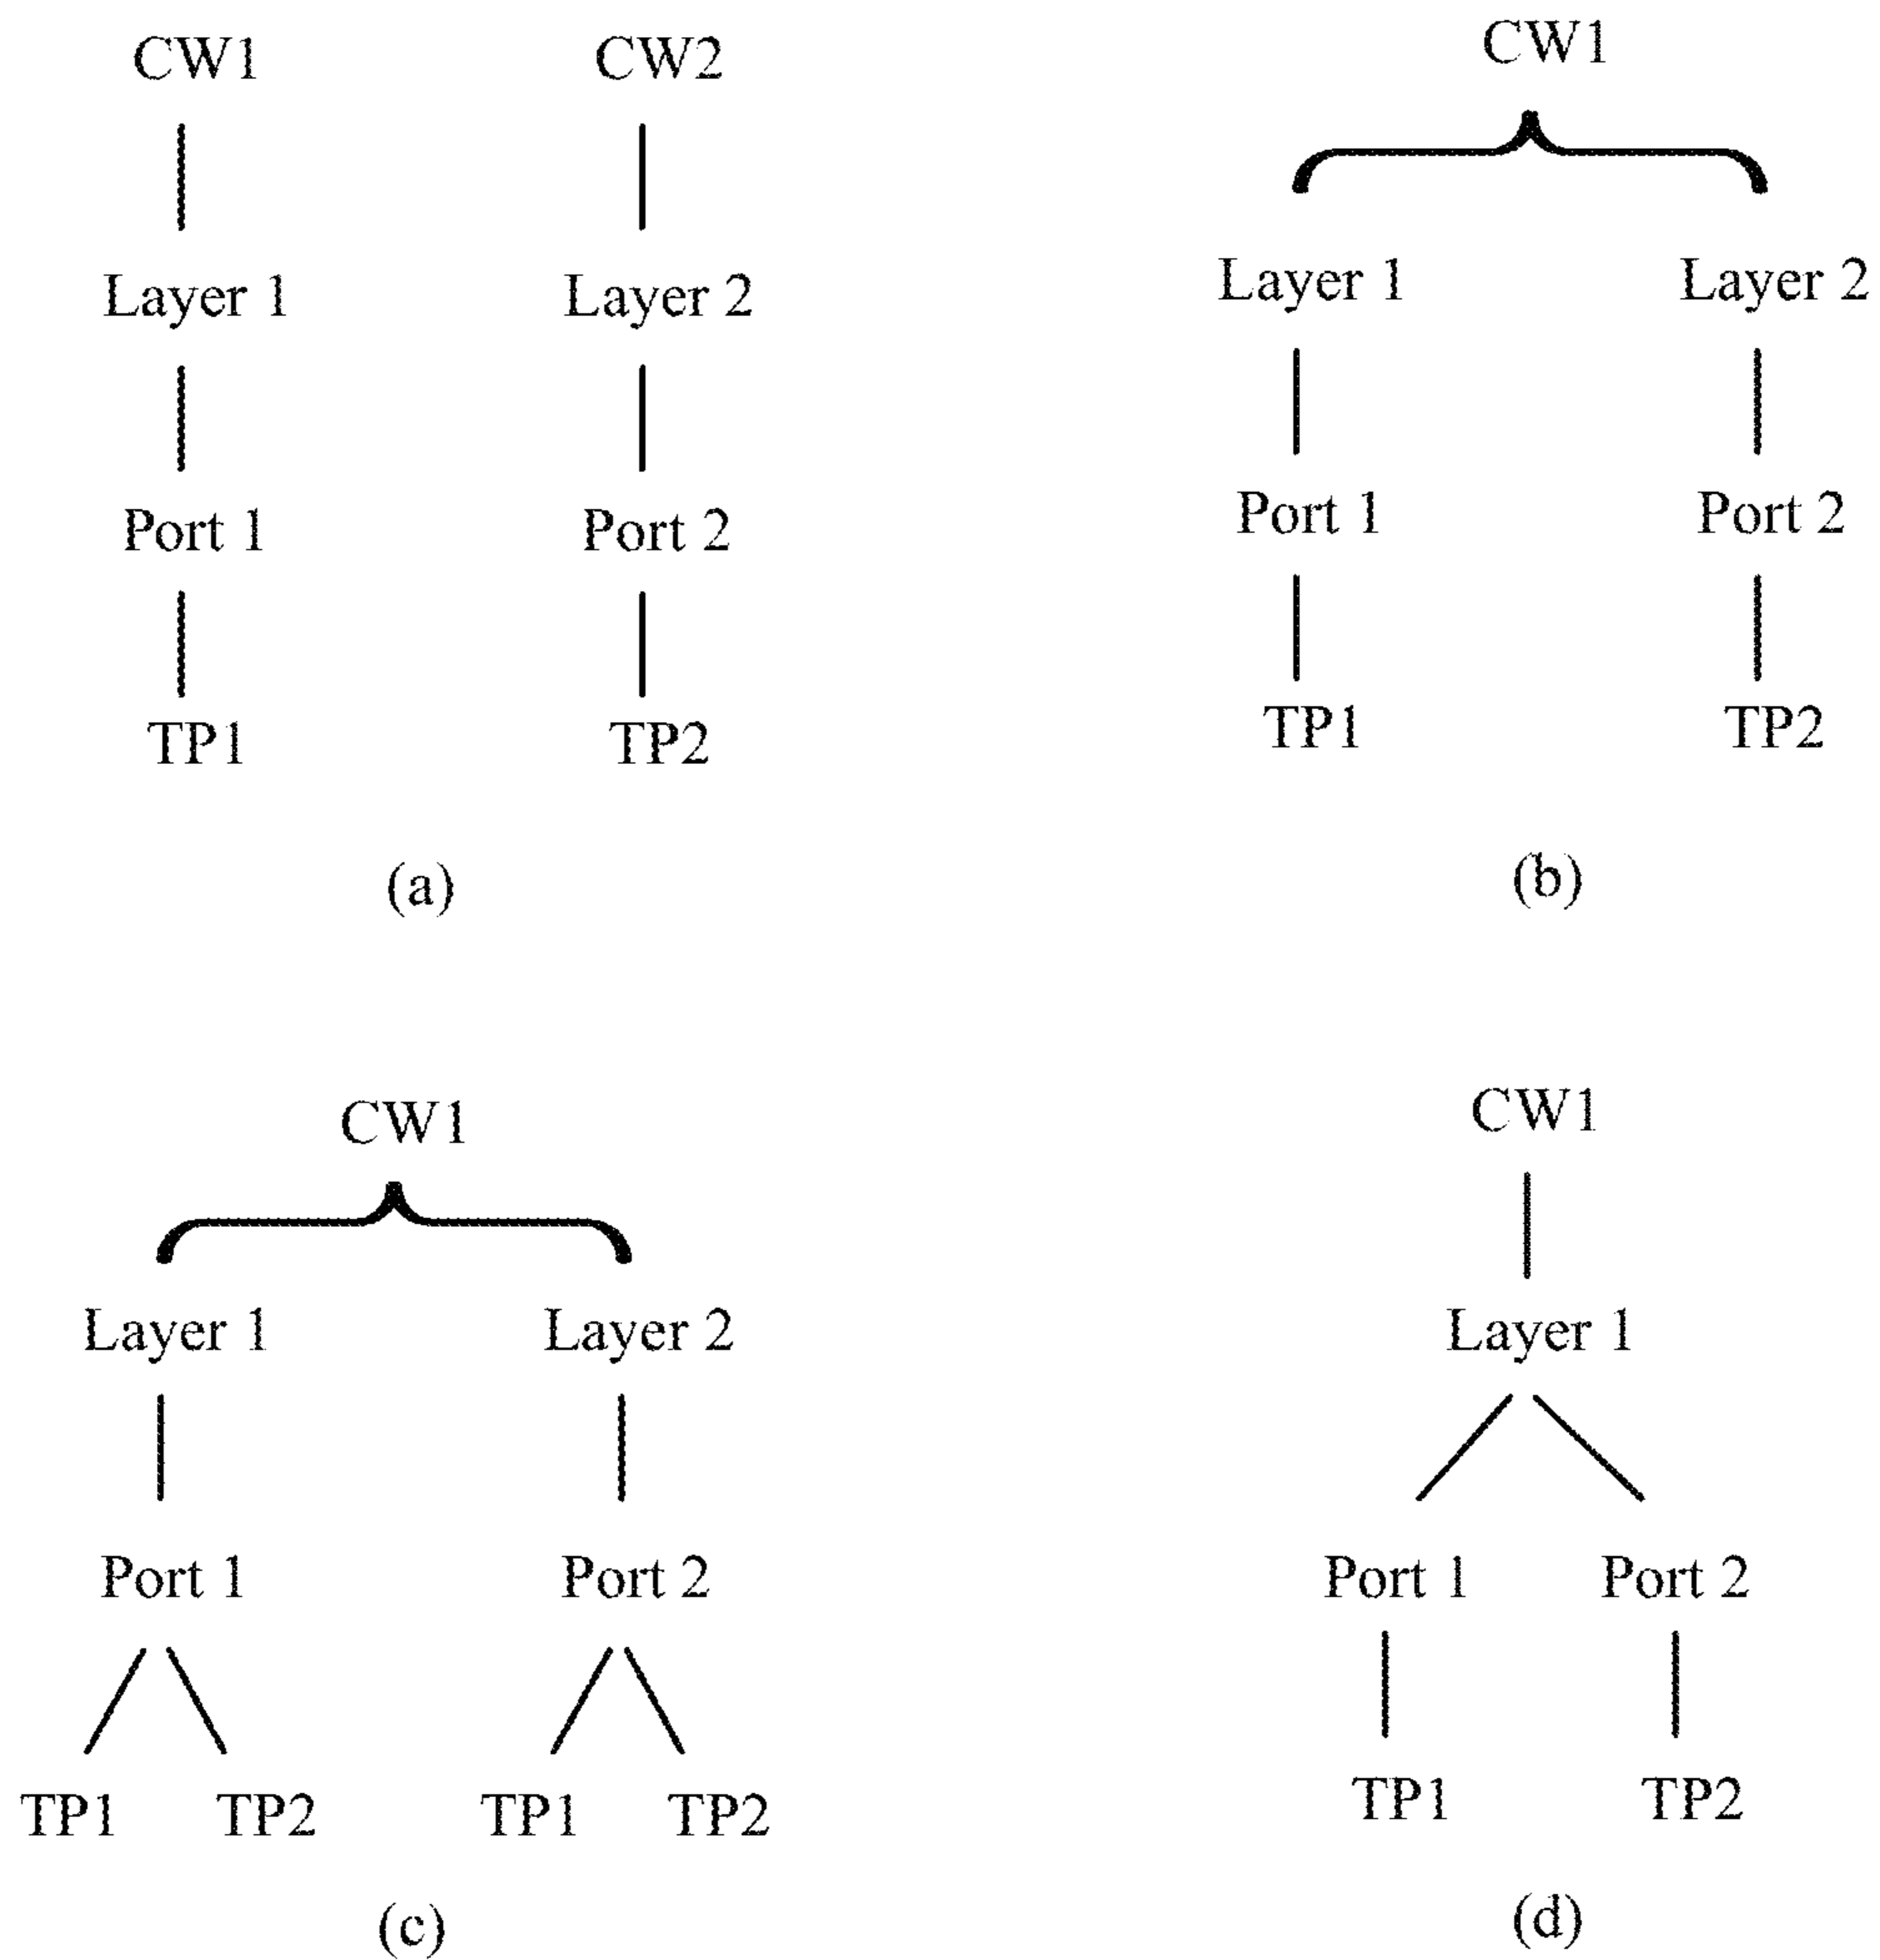 CW1 CW2
Layer 1 Layer 2
Port 1 Port 2
TP1 TP2
(a)
CW1
Layer 1 Layer 2
Port 1 Port 2
TP1 TP2
(b)
CW1
Layer 1 Layer 2
Port 1 Port 2
TP1 TP2 TP1 TP2
(c)
CW1
Layer 1
Port 1 Port 2
TP1 TP2
(d)